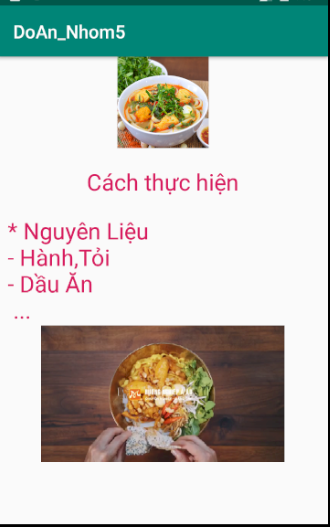 DoAn_Nhom5
Cách thực hiện
* Nguyên Liệu
- Hành,Tỏi
- Dầu Ăn
...